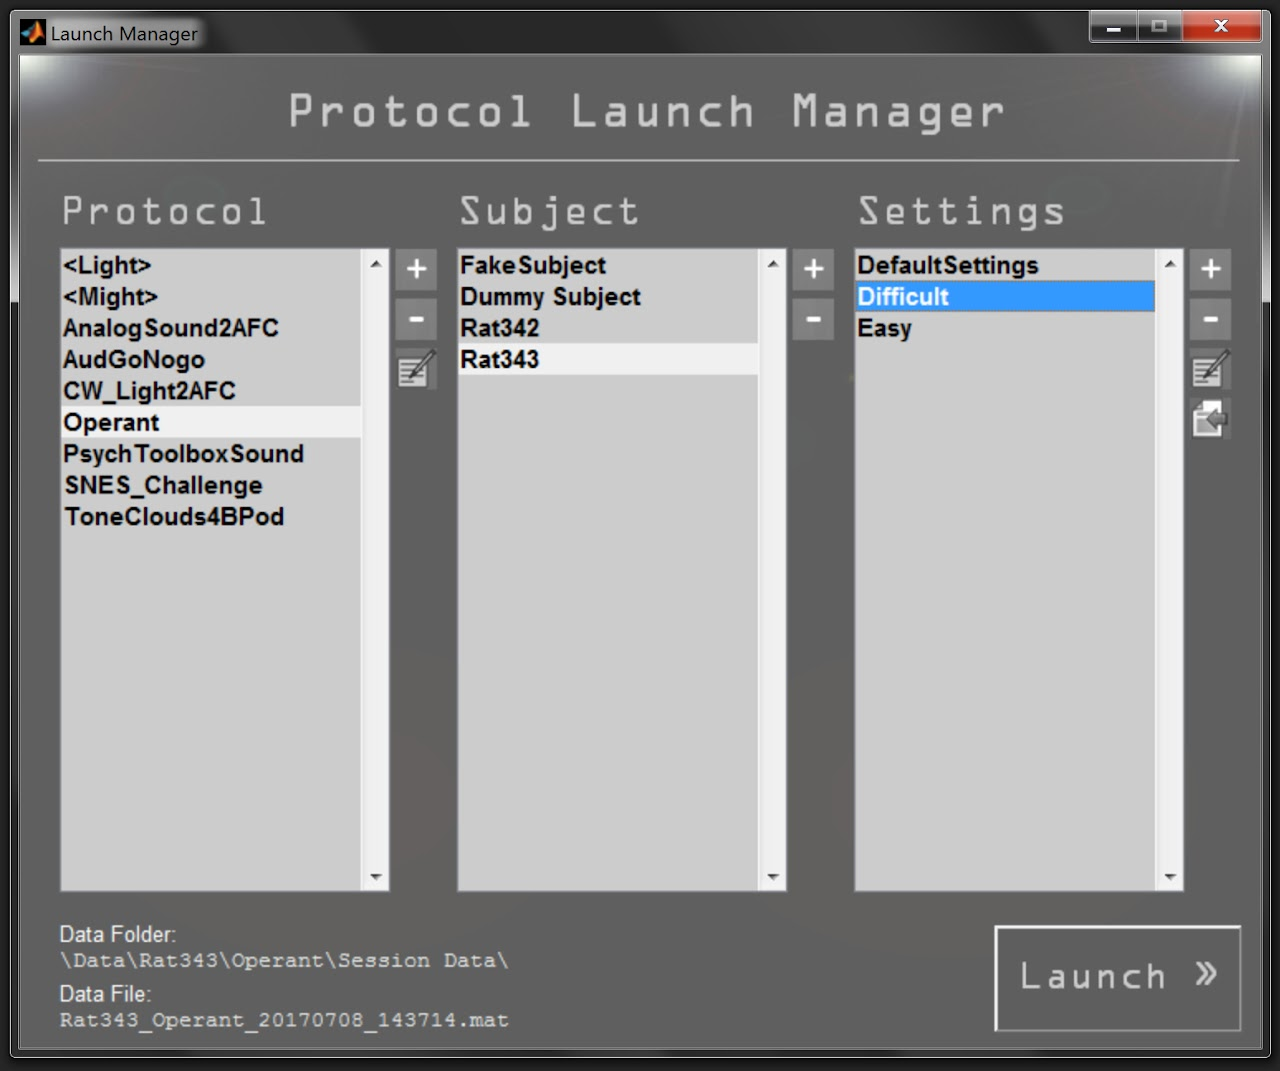 Launch Manager
Protocol Launch Manager
Protocol
<Light>
<Might>
AnalogSound2AFC
AudGoNogo
CW_Light2AFC
Operant
PsychToolboxSound
SNES_Challenge
ToneClouds4BPod
Subject
FakeSubject
Dummy Subject
Rat342
Rat343
Settings
DefaultSettings
Difficult
Easy
Data Folder:
\Data\Rat343\Operant\Session Data\
Data File:
Rat343_Operant_20170708_143714.mat
Launch »